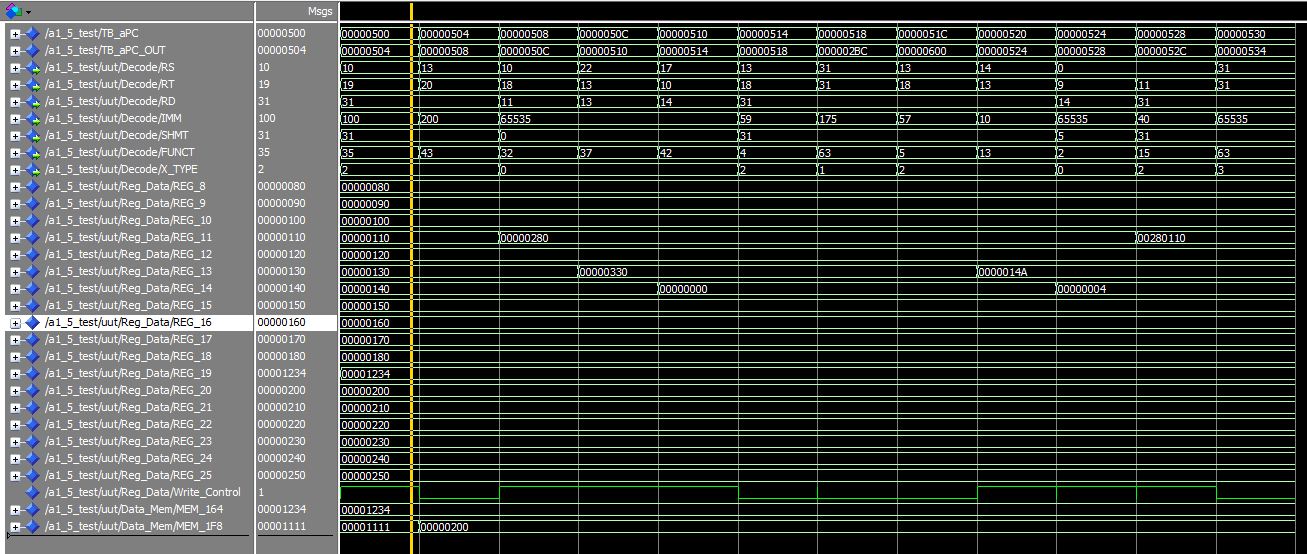 Msgs
/a1_5_test/TB_aPC 00000500 00000500 00000504 00000508 0000050C 00000510 00000514 00000518 0000051C 00000520 00000524 00000528 00000530
/a1_5_test/TB_aPC_OUT 00000504 00000504 00000508 0000050C 00000510 00000514 00000518 000002BC 00000600 00000524 00000528 0000052C 00000534
/a1_5_test/uut/Decode/RS 10 10 13 10 22 17 13 31 13 14 0 31
/a1_5_test/uut/Decode/RT 19 19 20 18 13 10 18 31 18 13 9 11 31
/a1_5_test/uut/Decode/RD 31 31 11 13 14 31 14 31
/a1_5_test/uut/Decode/IMM 100 100 200 65535 59 175 57 10 65535 40 65535
/a1_5_test/uut/Decode/SHMT 31 31 0 31 5 31
/a1_5_test/uut/Decode/FUNCT 35 35 43 32 37 42 4 63 5 13 2 15 63
/a1_5_test/uut/Decode/X_TYPE 2 2 0 2 1 2 0 2 3
/a1_5_test/uut/Reg_Data/REG_8 00000080 00000080
/a1_5_test/uut/Reg_Data/REG_9 00000090 00000090
/a1_5_test/uut/Reg_Data/REG_10 00000100 00000100
/a1_5_test/uut/Reg_Data/REG_11 00000110 00000110 00000280 00280110
/a1_5_test/uut/Reg_Data/REG_12 00000120 00000120
/a1_5_test/uut/Reg_Data/REG_13 00000130 00000130 00000330 0000014A
/a1_5_test/uut/Reg_Data/REG_14 00000140 00000140 00000000 00000004
/a1_5_test/uut/Reg_Data/REG_15 00000150 00000150
/a1_5_test/uut/Reg_Data/REG_16 00000160 00000160
/a1_5_test/uut/Reg_Data/REG_17 00000170 00000170
/a1_5_test/uut/Reg_Data/REG_18 00000180 00000180
/a1_5_test/uut/Reg_Data/REG_19 00001234 00001234
/a1_5_test/uut/Reg_Data/REG_20 00000200 00000200
/a1_5_test/uut/Reg_Data/REG_21 00000210 00000210
/a1_5_test/uut/Reg_Data/REG_22 00000220 00000220
/a1_5_test/uut/Reg_Data/REG_23 00000230 00000230
/a1_5_test/uut/Reg_Data/REG_24 00000240 00000240
/a1_5_test/uut/Reg_Data/REG_25 00000250 00000250
/a1_5_test/uut/Reg_Data/Write_Control 1
/a1_5_test/uut/Data_Mem/MEM_164 00001234 00001234
/a1_5_test/uut/Data_Mem/MEM_1F8 00001111 00001111 00000200